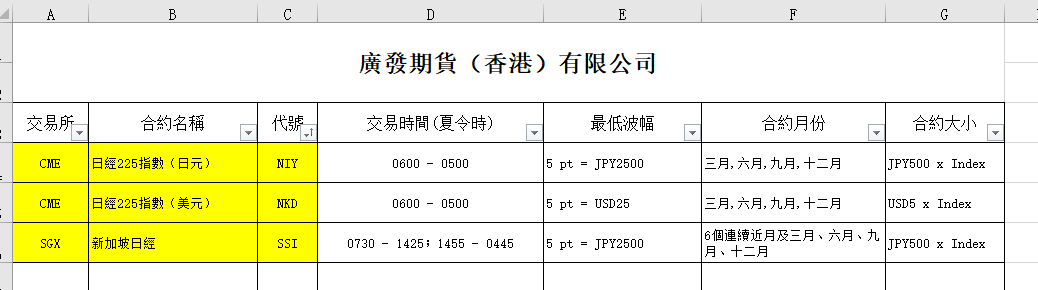 A B C D E F G
廣發期貨（香港）有限公司
交易所 合約名稱 代號 交易時間(夏令時) 最低波幅 合約月份 合約大小
CME 日經225指數（日元） NIY 0600 - 0500 5 pt = JPY2500 三月,六月,九月,十二月 JPY500 x Index
CME 日經225指數（美元） NKD 0600 - 0500 5 pt = USD25 三月,六月,九月,十二月 USD5 x Index
SGX 新加坡日經 SSI 0730 - 1425; 1455 - 0445 5 pt = JPY2500 6個連續近月及三月、六月、九 JPY500 x Index
月、十二月